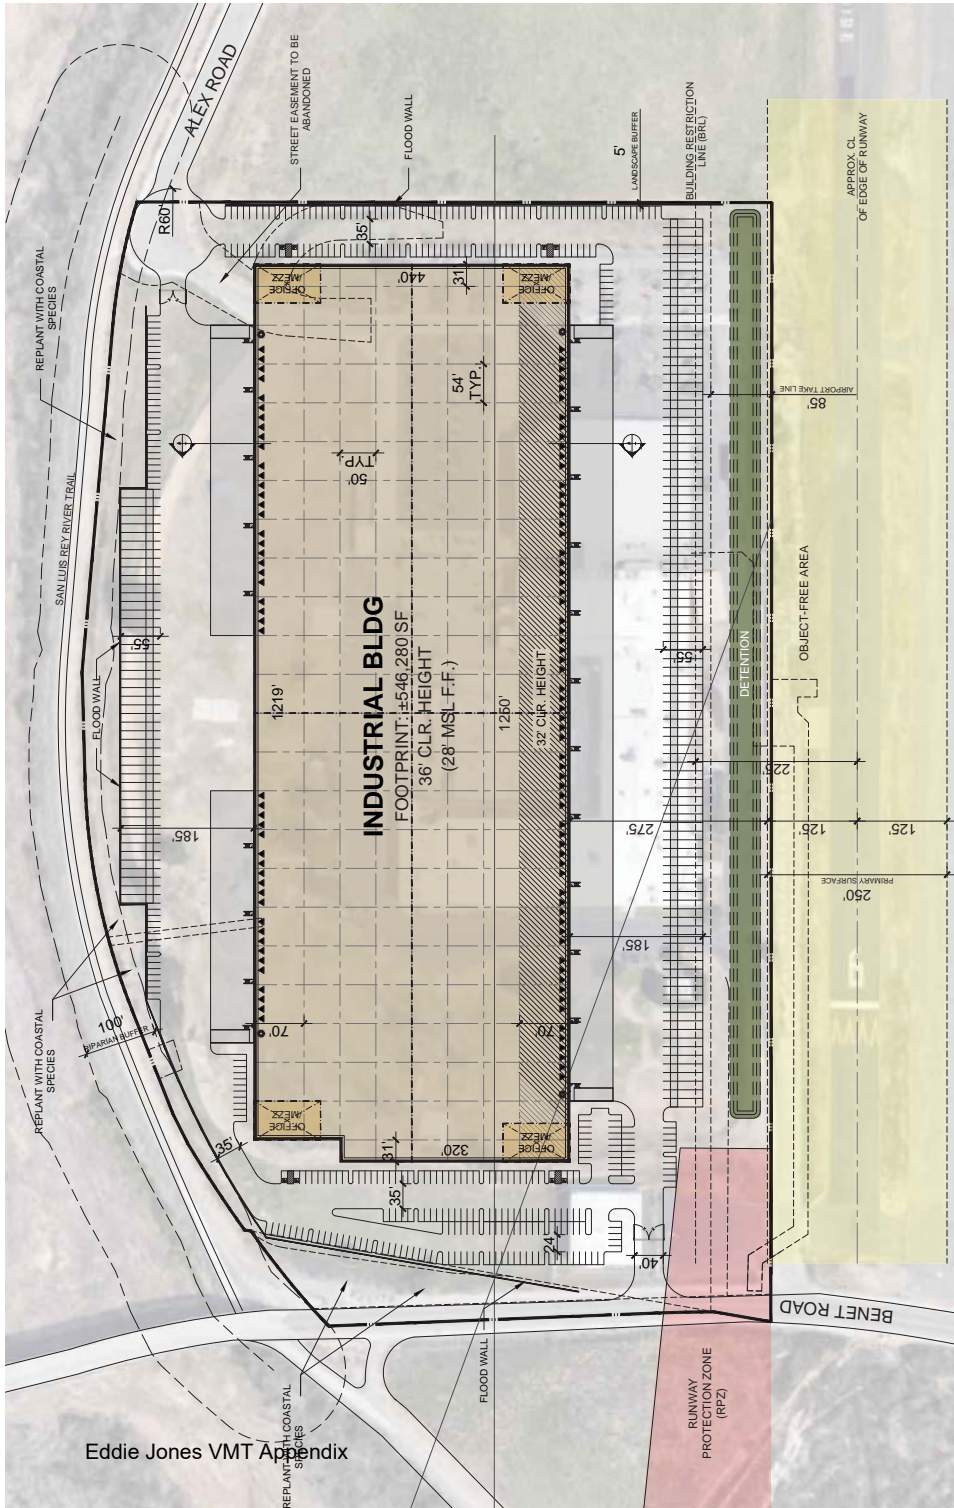 ALEX ROAD
STREET EASEMENT TO BE
ABANDONED
FLOOD WALL
5'
LANDSCAPE BUFFER
BUILDING RESTRICTION
LINE (BRL)
APPROX. CL
OF EDGE OF RUNWAY
R60'
35'
REPLANT WITH COASTAL
SPECIES
OFFICE
/MEZZ
440'
31'
OFFICE
/MEZZ
54'
TYP.
50'
TYP.
AIRPORT TAKE LINE
85'
SAN LUIS REY RIVER TRAIL
55'
FLOOD WALL
1219'
INDUSTRIAL BLDG
FOOTPRINT: ±546,280 SF
36' CLR. HEIGHT
(28' MSL F.F.)
1250'
32' CLR. HEIGHT
55'
DETENTION
OBJECT-FREE AREA
225'
185'
275'
125'
125'
PRIMARY SURFACE
250'
185'
REPLANT WITH COASTAL
SPECIES
100'
RIPARIAN BUFFER
70'
70'
OFFICE
/MEZZ
35'
31'
320'
OFFICE
/MEZZ
35'
24'
40'
BENET ROAD
FLOOD WALL
RUNWAY
PROTECTION ZONE
(RPZ)
REPLANT WITH COASTAL
SPECIES
Eddie Jones VMT Appendix